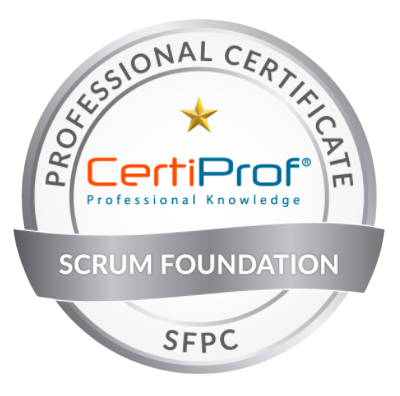 PROFESSIONAL CERTIFICATE
CertiProf®
Professional Knowledge
SCRUM FOUNDATION
SFPC